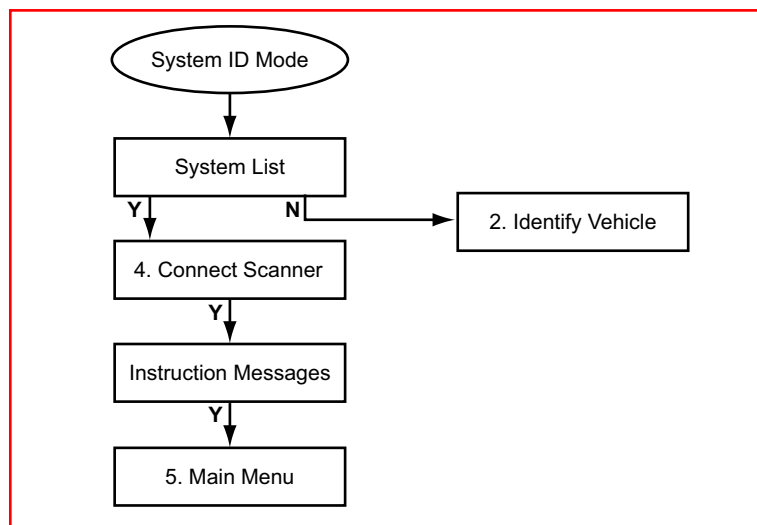 System ID Mode
System List
Y
N
2. Identify Vehicle
4. Connect Scanner
Y
Instruction Messages
Y
5. Main Menu